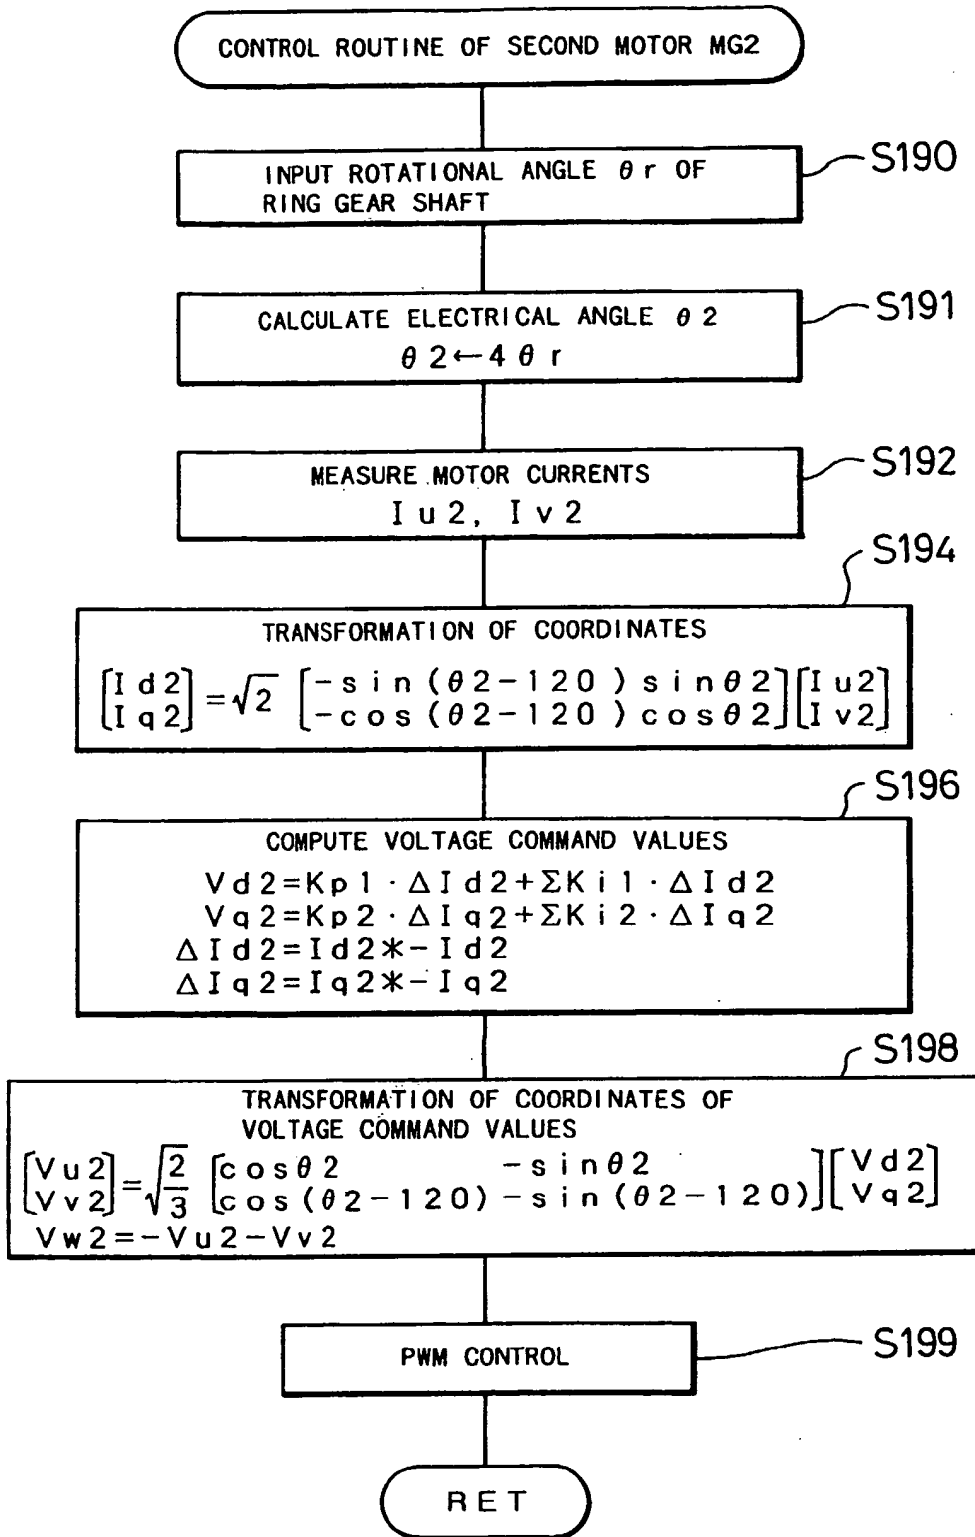 CONTROL ROUTINE OF SECOND MOTOR MG2
INPUT ROTATIONAL ANGLE θr OF
RING GEAR SHAFT
S190
CALCULATE ELECTRICAL ANGLE θ2
θ2←4θr
S191
MEASURE MOTOR CURRENTS
Iu2, Iv2
S192
S194
TRANSFORMATION OF COORDINATES
[Id2] = √2 [-sin(θ2-120) sinθ2] [Iu2]
[Iq2] [-cos(θ2-120) cosθ2] [Iv2]
S196
COMPUTE VOLTAGE COMMAND VALUES
Vd2=Kp1·ΔId2+ΣKi1·ΔId2
Vq2=Kp2·ΔIq2+ΣKi2·ΔIq2
ΔId2=Id2*-Id2
ΔIq2=Iq2*-Iq2
S198
TRANSFORMATION OF COORDINATES OF
VOLTAGE COMMAND VALUES
[Vu2] = √2/3 [cosθ2 -sinθ2] [Vd2]
[Vv2] [cos(θ2-120) -sin(θ2-120)] [Vq2]
Vw2=-Vu2-Vv2
PWM CONTROL
S199
RET